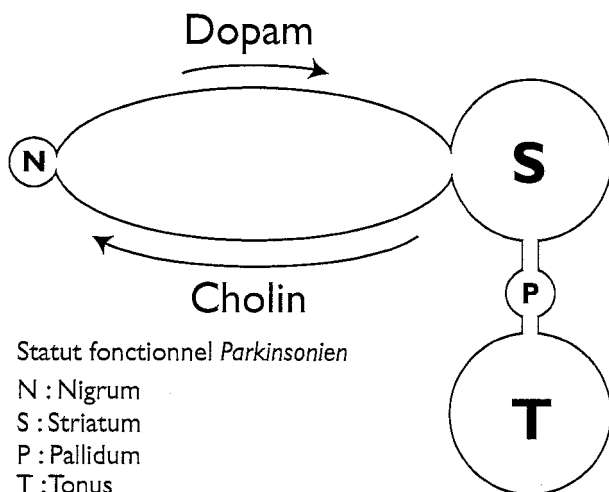 Dopam
N
S
Cholin
P
Statut fonctionnel Parkinsonien
N : Nigrum
S : Striatum
P : Pallidum
T : Tonus
T